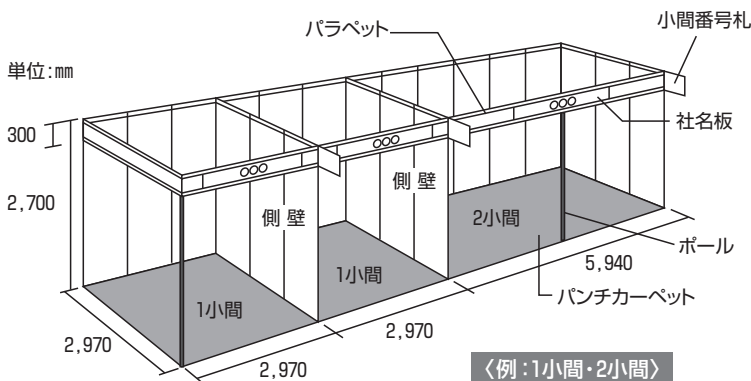 パラペット
小間番号札
単位:㎜
300
社名板
2,700
側壁
側壁
2小間
ポール
1小間
5,940
1小間
パンチカーペット
2,970
2,970
2,970
〈例:1小間・2小間〉
○○○
○○○
○○○